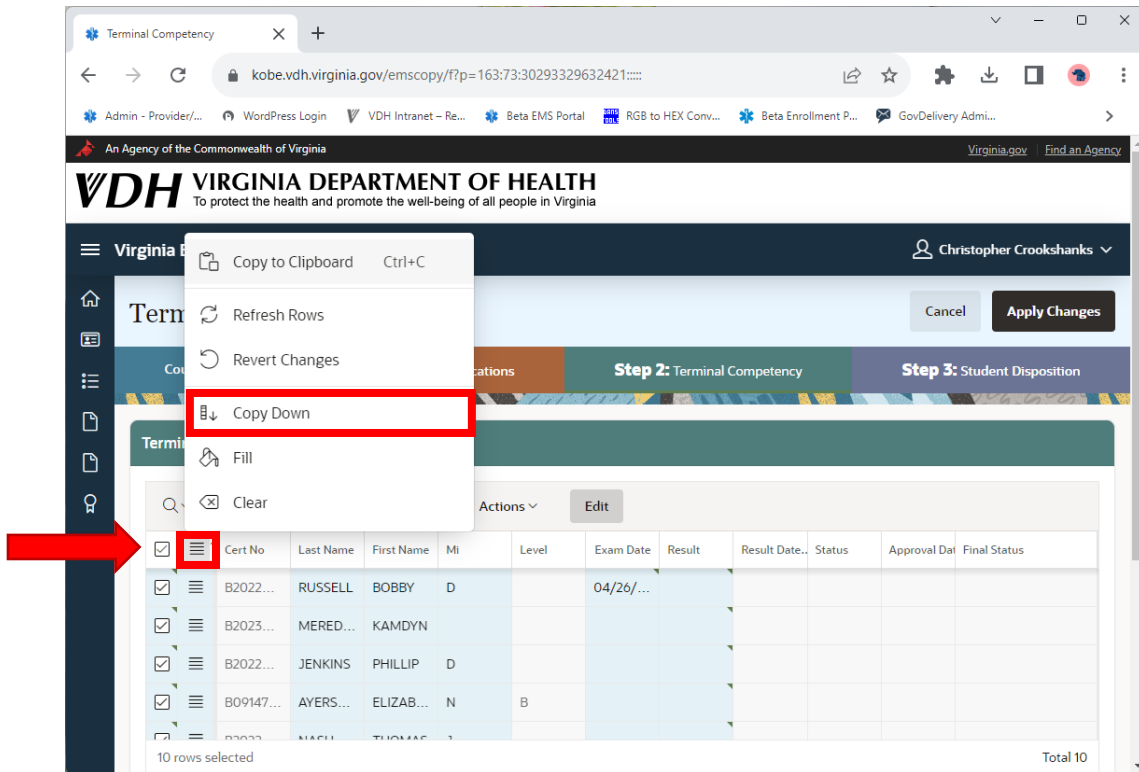 Terminal Competency
kobe.vdh.virginia.gov/emscopy/f?p=163:73:30293329632421:::::
Admin - Provider/... WordPress Login VDH Intranet – Re... Beta EMS Portal RGB to HEX Conv... Beta Enrollment P... GovDelivery Admi...
An Agency of the Commonwealth of Virginia Virginia.gov Find an Agency
VDH VIRGINIA DEPARTMENT OF HEALTH
To protect the health and promote the well-being of all people in Virginia
Virginia E Christopher Crookshanks
Copy to Clipboard Ctrl+C
Term Cancel Apply Changes
Refresh Rows
Revert Changes
Cou cations Step 2: Terminal Competency Step 3: Student Disposition
Copy Down
Termi
Fill
Clear
Actions Edit
Cert No Last Name First Name Mi Level Exam Date Result Result Date.. Status Approval Dat Final Status
B2022... RUSSELL BOBBY D 04/26/...
B2023... MERED... KAMDYN
B2022... JENKINS PHILLIP D
B09147... AYERS... ELIZAB... N B
B2022 NASH THOMAS J
10 rows selected Total 10